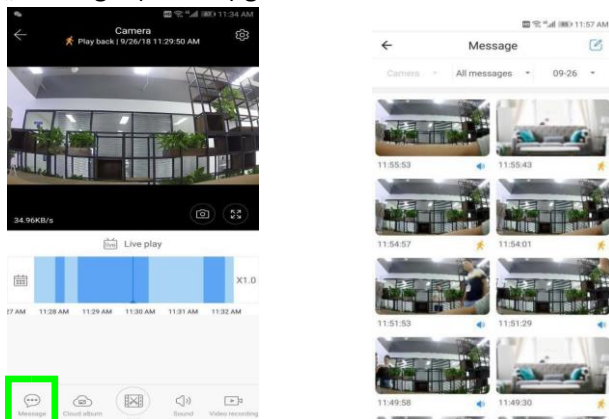 11:34 AM
Camera
Play back | 9/26/18 11:29:50 AM
34.96KB/s
Live play
X1.0
27 AM 11:28 AM 11:29 AM 11:30 AM 11:31 AM 11:32 AM
Message Cloud album Sound Video recording
11:57 AM
Message
Camera All messages 09-26
11:55:53 11:55:43
11:54:57 11:54:01
11:51:53 11:51:29
11:49:58 11:49:30